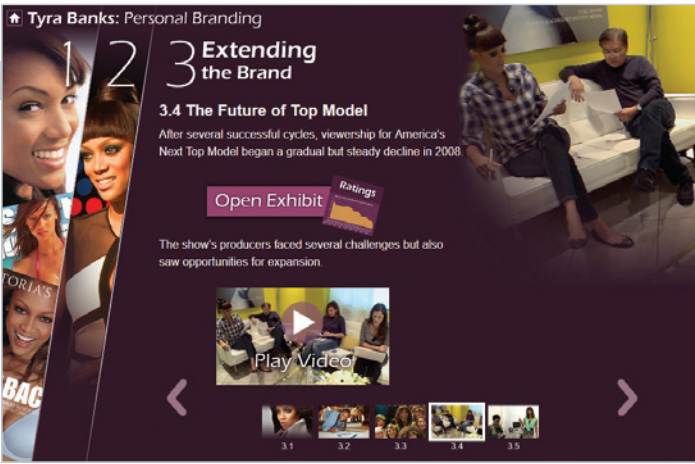 Tyra Banks: Personal Branding
1 2 3 Extending
the Brand
3.4 The Future of Top Model
After several successful cycles, viewership for America's
Next Top Model began a gradual but steady decline in 2008
Open Exhibit
Ratings
The show's producers faced several challenges but also
saw opportunities for expansion.
TORIA'S
BAC
Play Video
3.1 3.2 3.3 3.4 3.5